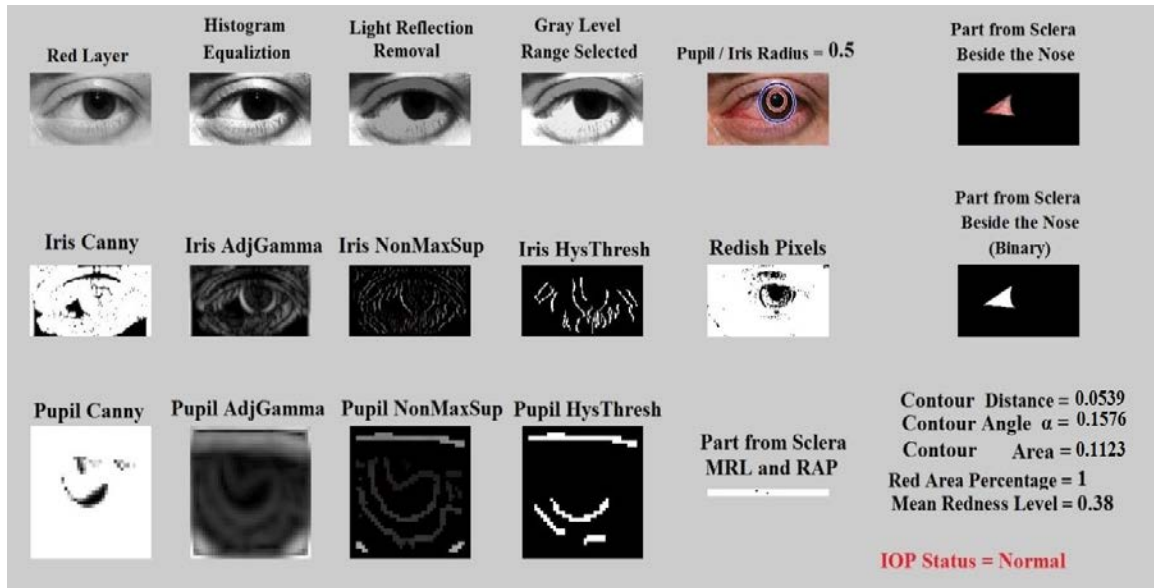 Red Layer
Histogram
Equaliztion
Light Reflection
Removal
Gray Level
Range Selected
Pupil / Iris Radius = 0.5
Part from Sclera
Beside the Nose
Iris Canny
Iris AdjGamma
Iris NonMaxSup
Iris HysThresh
Redish Pixels
Part from Sclera
Beside the Nose
(Binary)
Pupil Canny
Pupil AdjGamma
Pupil NonMaxSup
Pupil HysThresh
Part from Sclera
MRL and RAP
Contour Distance = 0.0539
Contour Angle α = 0.1576
Contour Area = 0.1123
Red Area Percentage = 1
Mean Redness Level = 0.38
IOP Status = Normal